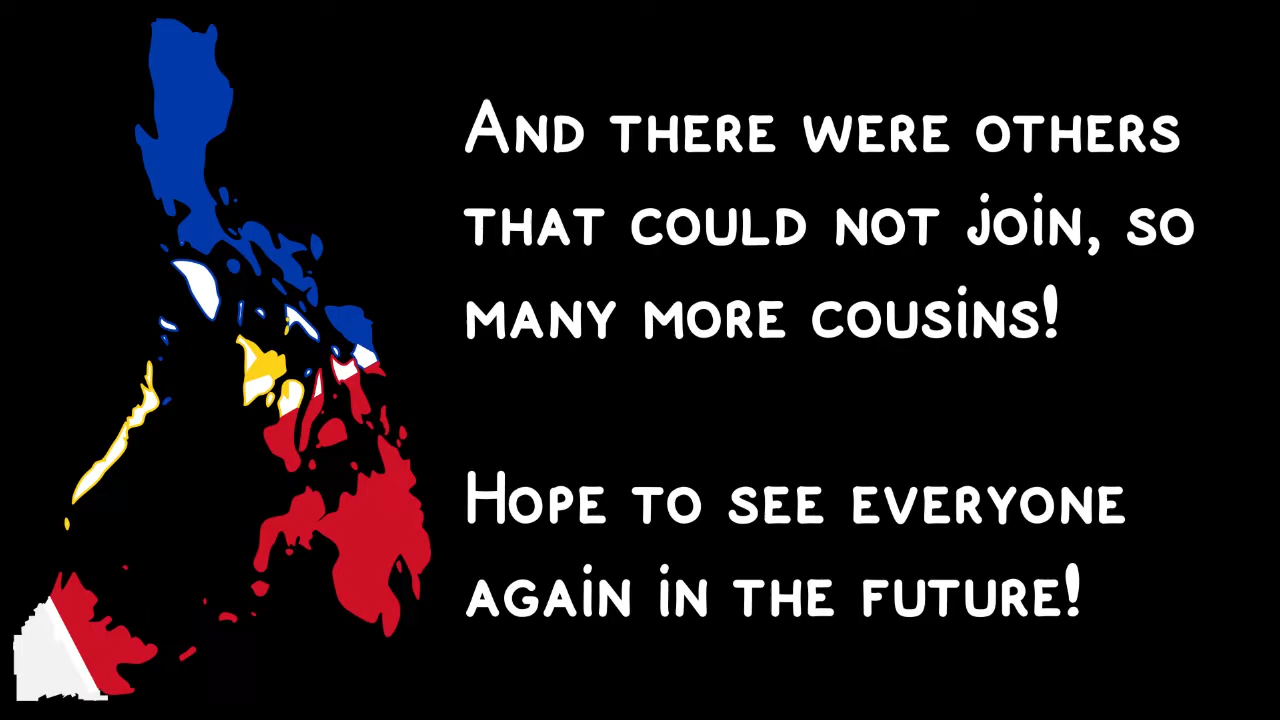 And there were others
that could not join, so
many more cousins!
Hope to see everyone
again in the future!